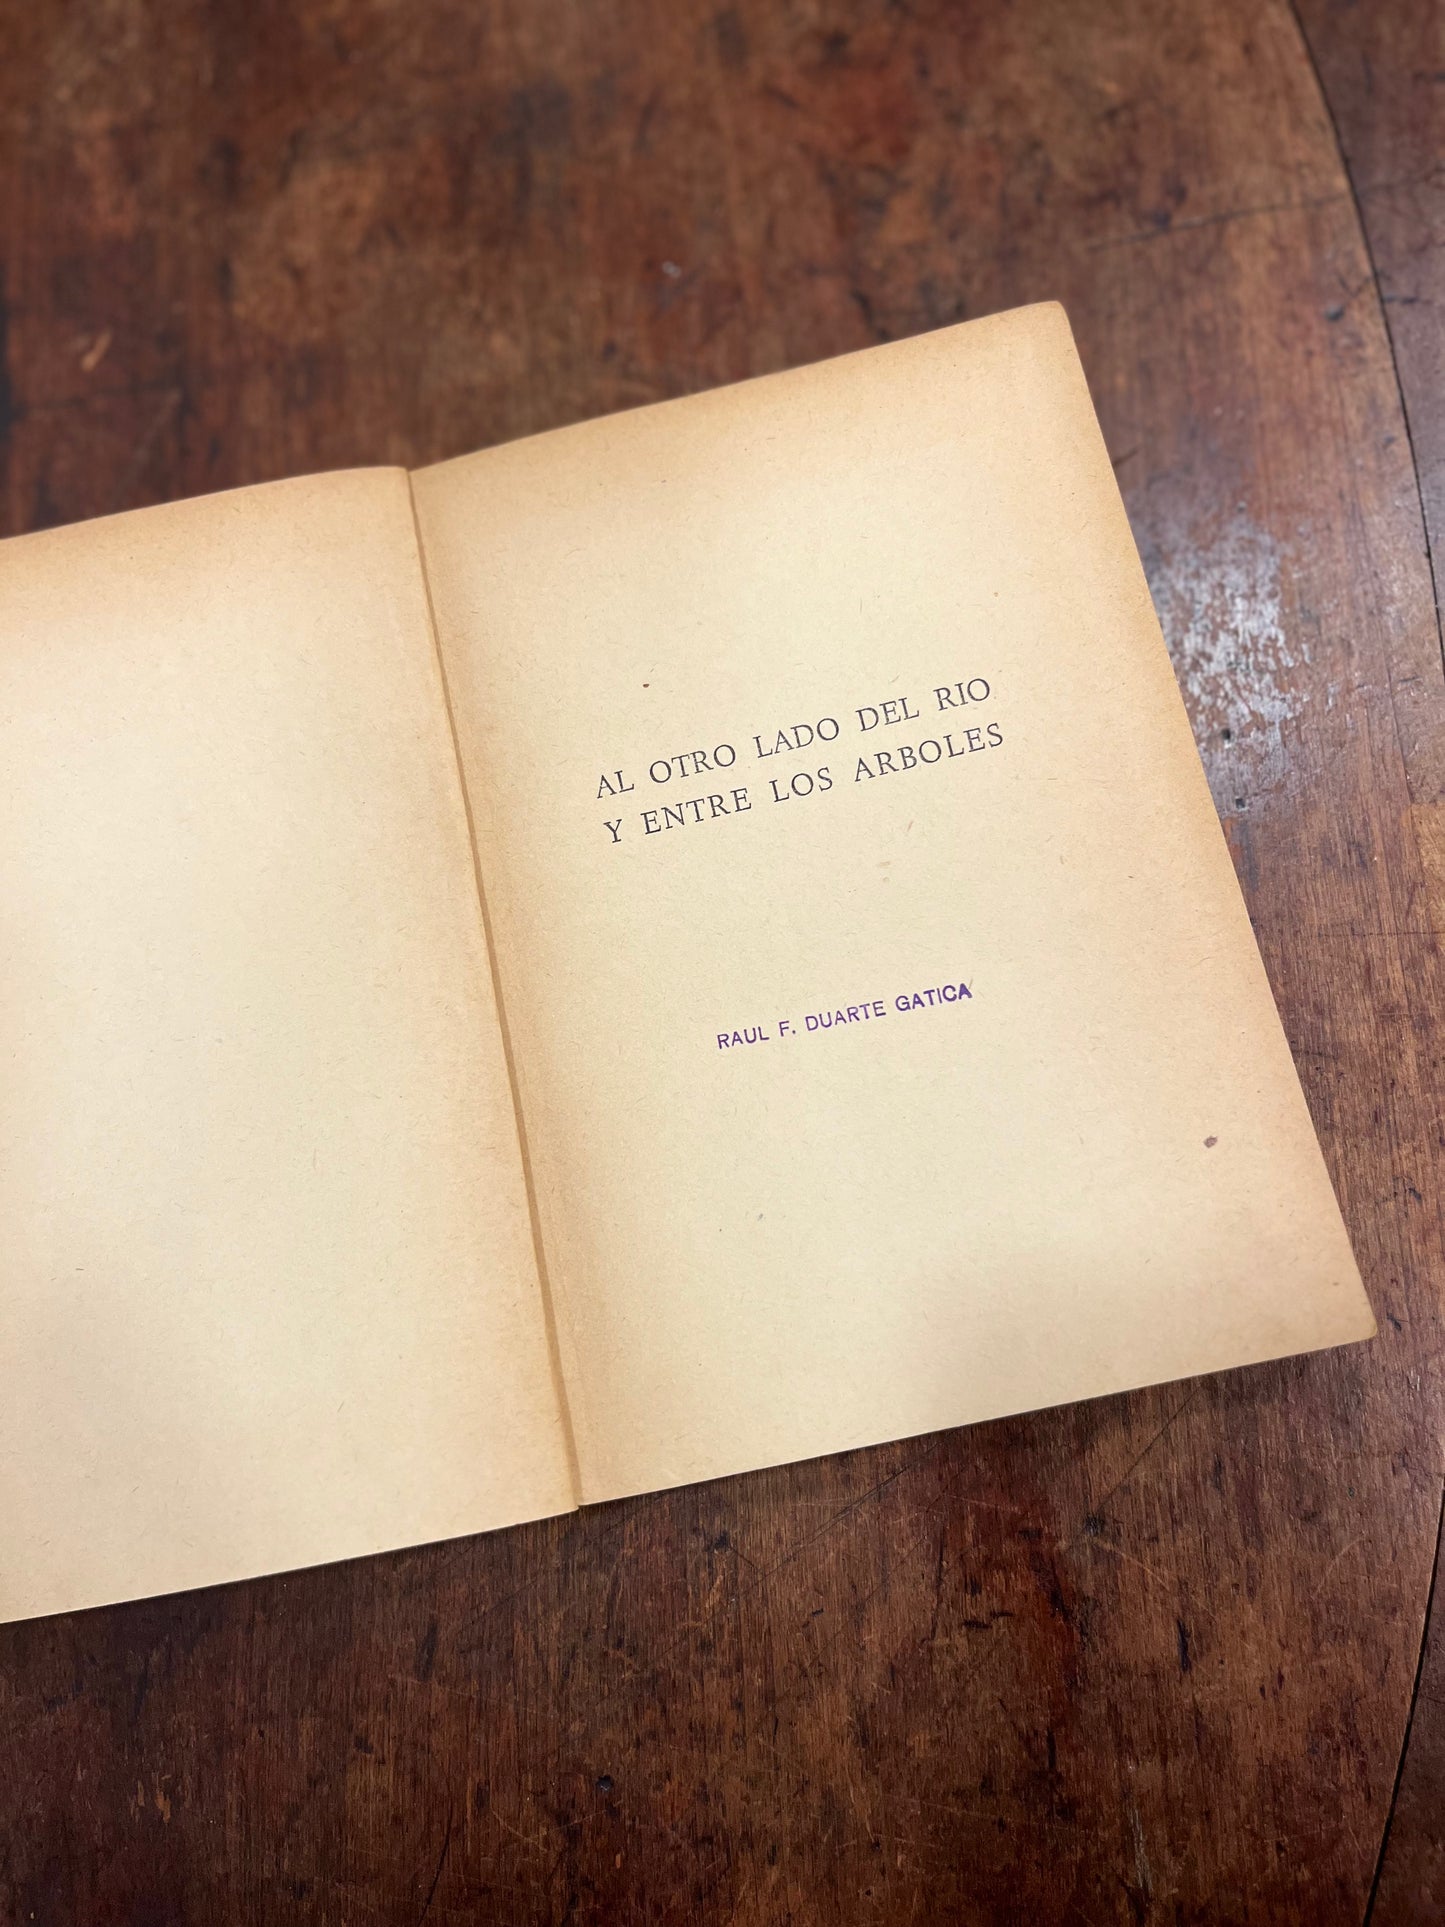 AL OTRO LADO DEL RIO
Y ENTRE LOS ARBOLES
RAUL F. DUARTE GATICA